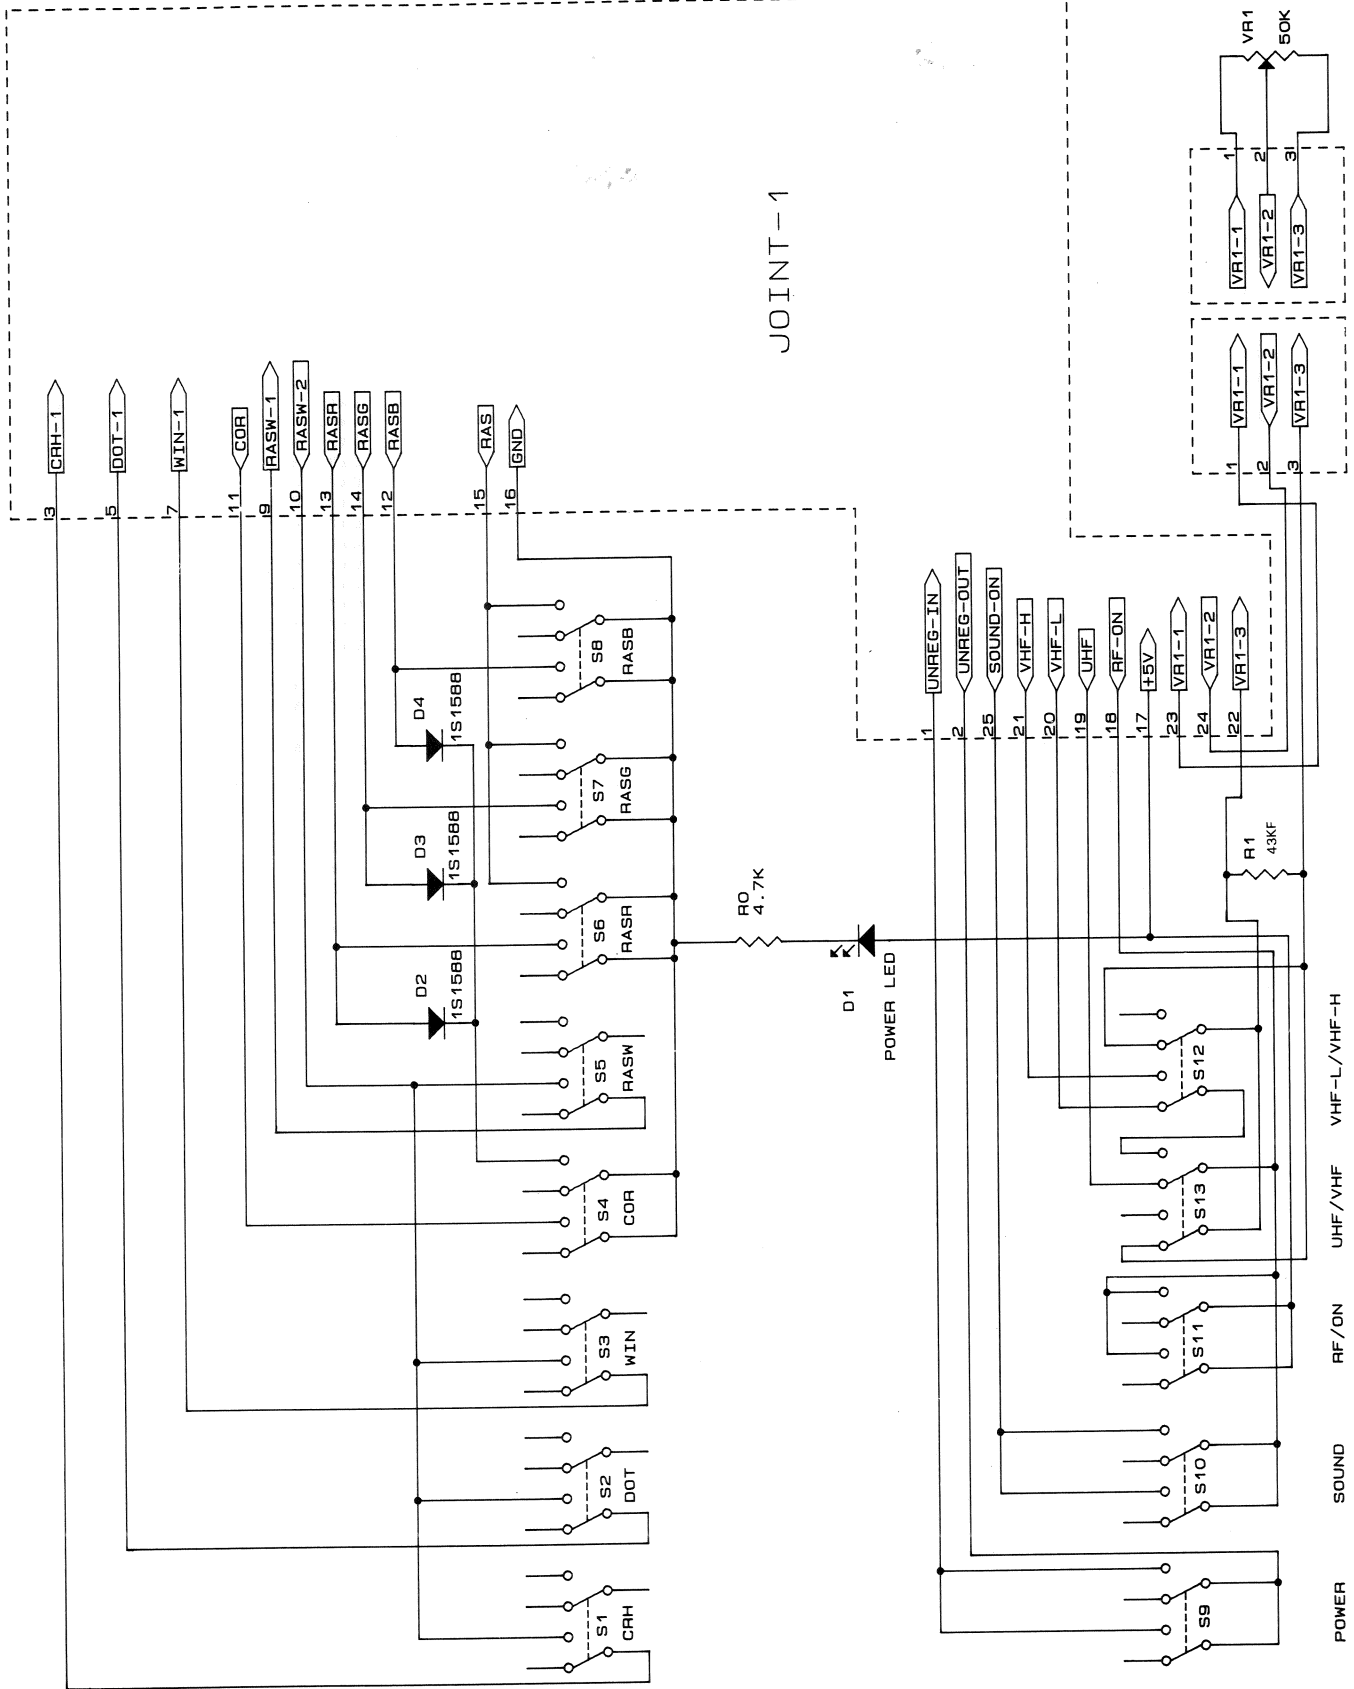 CRH-1
3
DOT-1
5
WIN-1
7
COR
11
RASW-1
9
RASW-2
10
RASR
13
RASG
14
RASB
12
RAS
15
GND
16
JOINT-1
D4
1S1588
D3
1S1588
D2
1S1588
S8
RASB
S7
RASG
S6
RASR
S5
RASW
S4
COR
S3
WIN
S2
DOT
S1
CRH
R0
4.7K
D1
POWER LED
UNREG-IN
1
UNREG-OUT
2
SOUND-ON
25
VHF-H
21
VHF-L
20
UHF
19
RF-ON
18
+5V
17
VR1-1
23
VR1-2
24
VR1-3
22
R1
43KF
VR1-1
1
VR1-2
2
VR1-3
3
VR1-1
1
VR1-2
2
VR1-3
3
VR1
50K
S12
VHF-L/VHF-H
S13
UHF/VHF
S11
RF/ON
S10
SOUND
S9
POWER